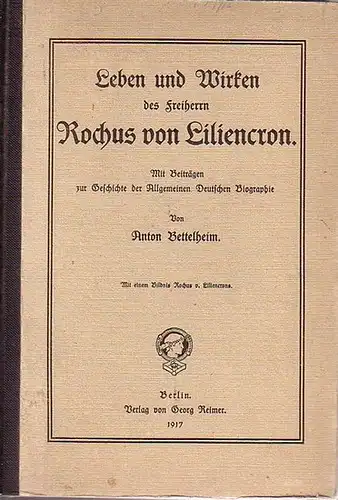 Leben und Wirken
des Freiherrn
Rochus von Liliencron.
Mit Beiträgen
zur Geschichte der Allgemeinen Deutschen Biographie
Von
Anton Bettelheim.
Mit einem Bildnis Rochus v. Liliencrons.
Berlin.
Verlag von Georg Reimer.
1917